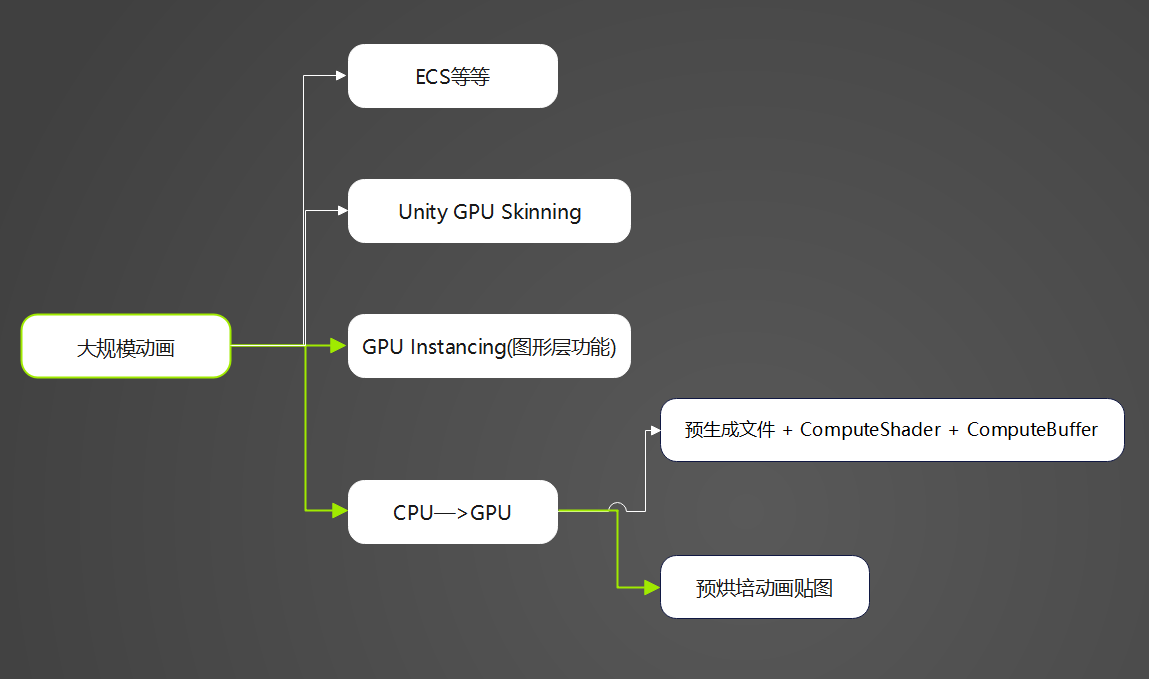 ECS等等
Unity GPU Skinning
大规模动画
GPU Instancing(图形层功能)
预生成文件 + ComputeShader + ComputeBuffer
CPU—>GPU
预烘培动画贴图